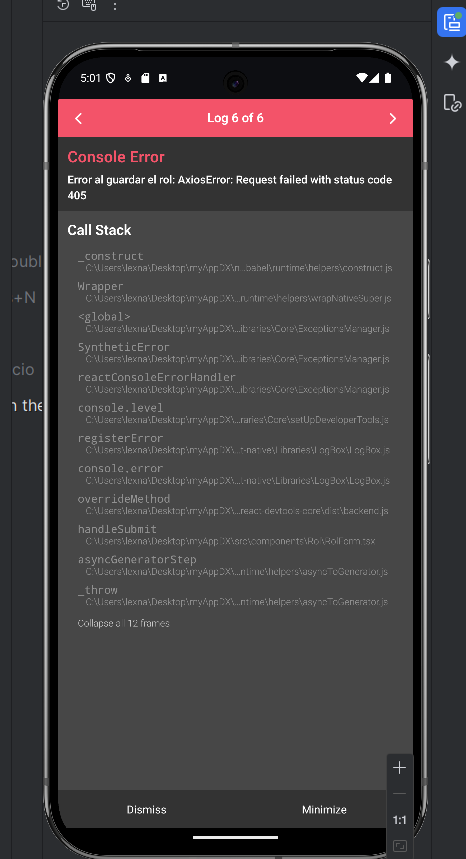 5:01
Log 6 of 6
oubl
+N
cio
n the
Console Error
Error al guardar el rol: AxiosError: Request failed with status code
405
Call Stack
_construct
C:\Users\lexna\Desktop\myAppDX\n...babel/runtime/helpers/construct.js
Wrapper
C:\Users\lexna\Desktop\myAppDX\...runtime/helpers/wrapNativeSuper.js
<global>
C:\Users\lexna\Desktop\myAppDX\...ibraries\Core\ExceptionsManager.js
SyntheticError
C:\Users\lexna\Desktop\myAppDX\...ibraries\Core\ExceptionsManager.js
reactConsoleErrorHandler
C:\Users\lexna\Desktop\myAppDX\...ibraries\Core\ExceptionsManager.js
console.level
C:\Users\lexna\Desktop\myAppDX\...raries\Core\setUpDeveloperTools.js
registerError
C:\Users\lexna\Desktop\myAppDX\...t-native\Libraries\LogBox\LogBox.js
console.error
C:\Users\lexna\Desktop\myAppDX\...t-native\Libraries\LogBox\LogBox.js
overrideMethod
C:\Users\lexna\Desktop\myAppDX\...react-devtools-core\dist\backend.js
handleSubmit
C:\Users\lexna\Desktop\myAppDX\src\components\Rol\RolForm.tsx
asyncGeneratorStep
C:\Users\lexna\Desktop\myAppDX\...ntime\helpers\asyncToGenerator.js
_throw
C:\Users\lexna\Desktop\myAppDX\...ntime\helpers\asyncToGenerator.js
Collapse all 12 frames
Dismiss
Minimize
1:1